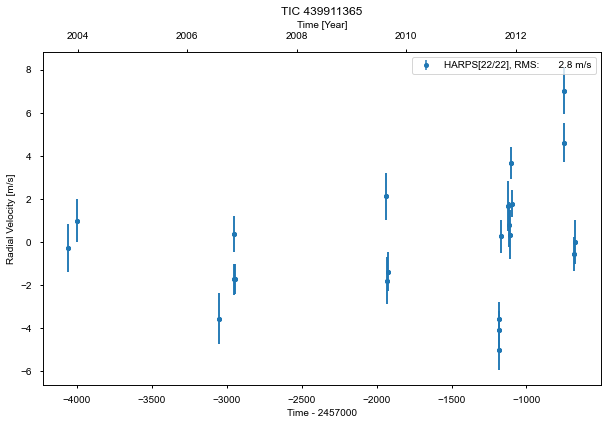 TIC 439911365
Time [Year]
2004 2006 2008 2010 2012
HARPS[22/22], RMS: 2.8 m/s
Radial Velocity [m/s]
8
6
4
2
0
−2
−4
−6
−4000 −3500 −3000 −2500 −2000 −1500 −1000
Time - 2457000